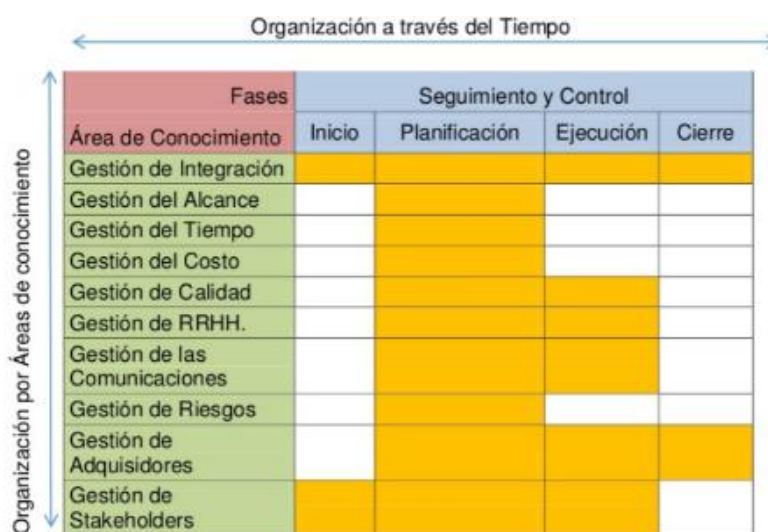 Organización a través del Tiempo
Organización por Áreas de conocimiento
Fases
Seguimiento y Control
Área de Conocimiento
Inicio
Planificación
Ejecución
Cierre
Gestión de Integración
Gestión del Alcance
Gestión del Tiempo
Gestión del Costo
Gestión de Calidad
Gestión de RRHH.
Gestión de las
Comunicaciones
Gestión de Riesgos
Gestión de
Adquisidores
Gestión de
Stakeholders